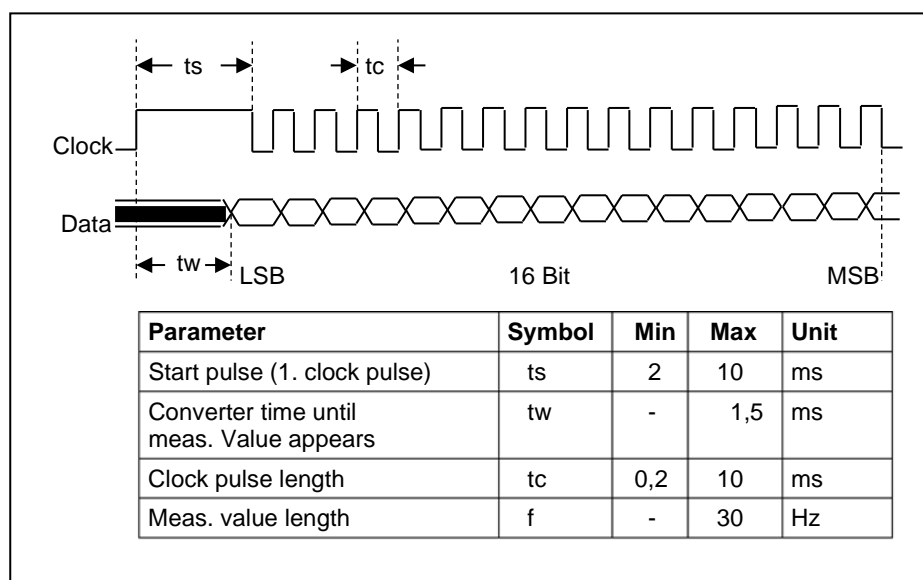 ts
tc
Clock
Data
tw
LSB 16 Bit MSB
Parameter Symbol Min Max Unit
Start pulse (1. clock pulse) ts 2 10 ms
Converter time until
meas. Value appears tw - 1,5 ms
Clock pulse length tc 0,2 10 ms
Meas. value length f - 30 Hz